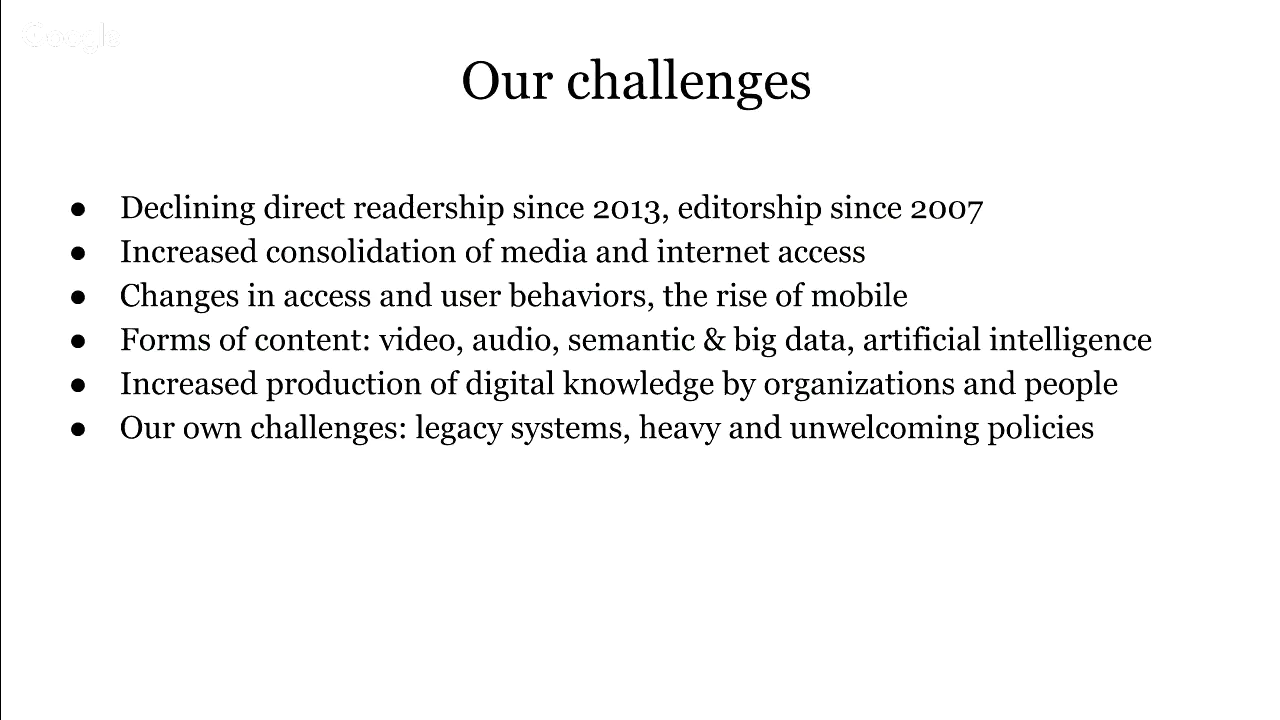 Google
Our challenges
● Declining direct readership since 2013, editorship since 2007
● Increased consolidation of media and internet access
● Changes in access and user behaviors, the rise of mobile
● Forms of content: video, audio, semantic & big data, artificial intelligence
● Increased production of digital knowledge by organizations and people
● Our own challenges: legacy systems, heavy and unwelcoming policies